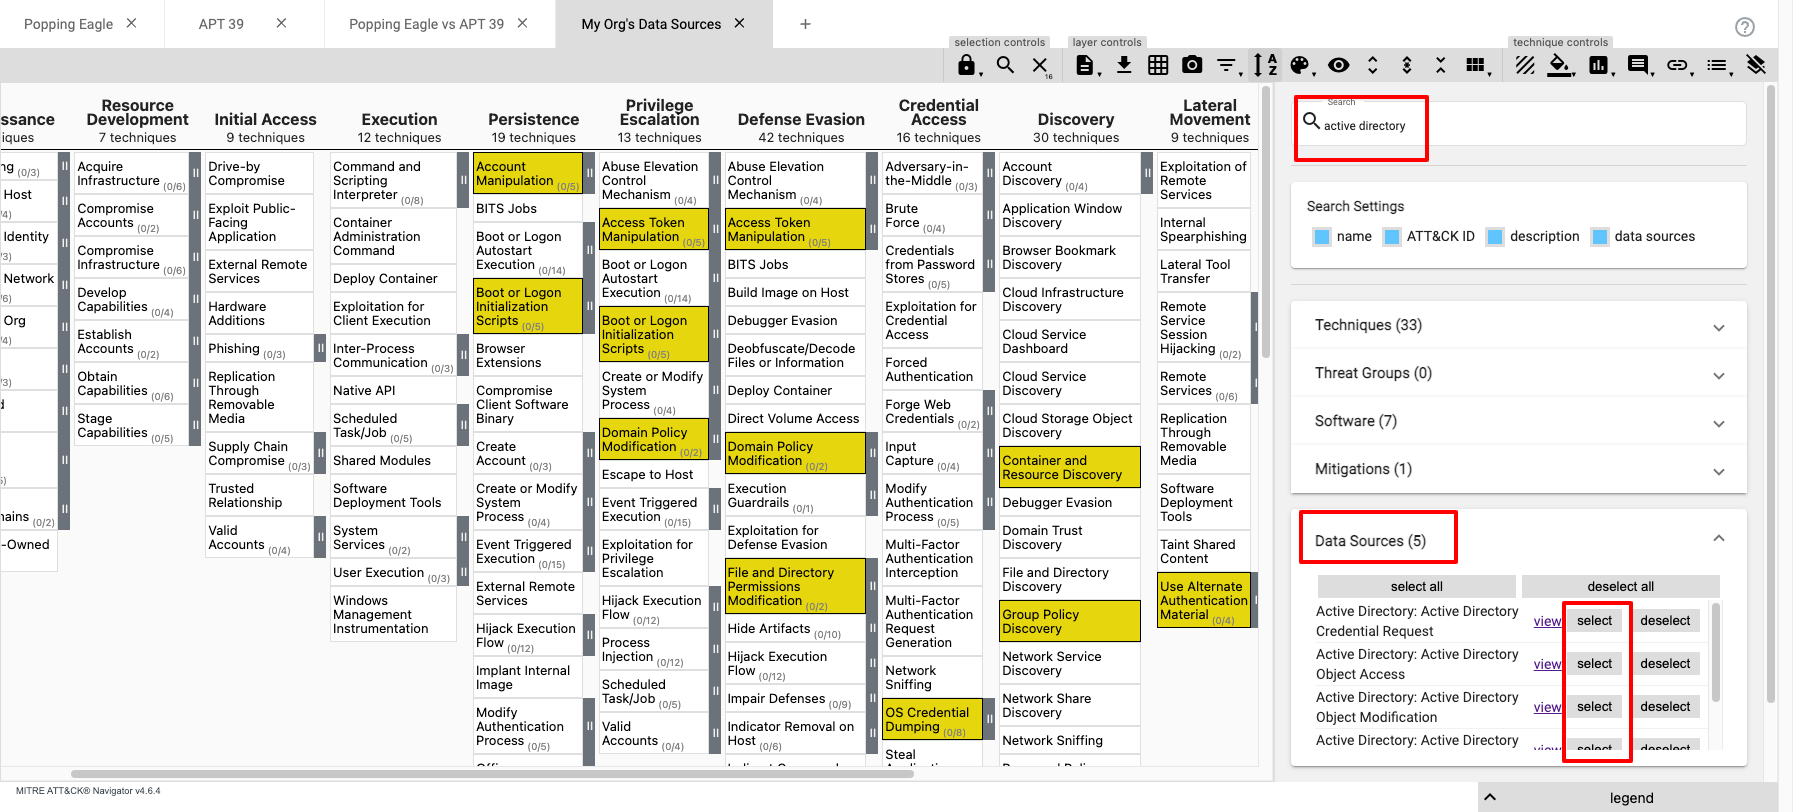 Popping Eagle
APT 39
Popping Eagle vs APT 39
My Org's Data Sources
selection controls
layer controls
technique controls
16
ssance
iques
ng (0/3)
Host
/4)
Identity
/3)
Network
/6)
Org
/4)
/3)
d
5)
nains (0/2)
-Owned
Resource
Development
7 techniques
Acquire
Infrastructure (0/6)
Compromise
Accounts (0/2)
Compromise
Infrastructure (0/6)
Develop
Capabilities (0/4)
Establish
Accounts (0/2)
Obtain
Capabilities (0/6)
Stage
Capabilities (0/5)
Initial Access
9 techniques
Drive-by
Compromise
Exploit Public-
Facing
Application
External Remote
Services
Hardware
Additions
Phishing (0/3)
Replication
Through
Removable
Media
Supply Chain
Compromise (0/3)
Trusted
Relationship
Valid
Accounts (0/4)
Execution
12 techniques
Command and
Scripting
Interpreter (0/8)
Container
Administration
Command
Deploy Container
Exploitation for
Client Execution
Inter-Process
Communication (0/3)
Native API
Scheduled
Task/Job (0/5)
Shared Modules
Software
Deployment Tools
System
Services (0/2)
User Execution (0/3)
Windows
Management
Instrumentation
Persistence
19 techniques
Account
Manipulation (0/5)
BITS Jobs
Boot or Logon
Autostart
Execution (0/14)
Boot or Logon
Initialization
Scripts (0/5)
Browser
Extensions
Compromise
Client Software
Binary
Create
Account (0/3)
Create or Modify
System
Process (0/4)
Event Triggered
Execution (0/15)
External Remote
Services
Hijack Execution
Flow (0/12)
Implant Internal
Image
Modify
Authentication
Process (0/5)
Privilege
Escalation
13 techniques
Abuse Elevation
Control
Mechanism (0/4)
Access Token
Manipulation (0/5)
Boot or Logon
Autostart
Execution (0/14)
Boot or Logon
Initialization
Scripts (0/5)
Create or Modify
System
Process (0/4)
Domain Policy
Modification (0/2)
Escape to Host
Event Triggered
Execution (0/15)
Exploitation for
Privilege
Escalation
Hijack Execution
Flow (0/12)
Process
Injection (0/12)
Scheduled
Task/Job (0/5)
Valid
Accounts (0/4)
Defense Evasion
42 techniques
Abuse Elevation
Control
Mechanism (0/4)
Access Token
Manipulation (0/5)
BITS Jobs
Build Image on Host
Debugger Evasion
Deobfuscate/Decode
Files or Information
Deploy Container
Direct Volume Access
Domain Policy
Modification (0/2)
Execution
Guardrails (0/1)
Exploitation for
Defense Evasion
File and Directory
Permissions
Modification (0/2)
Hide Artifacts (0/10)
Hijack Execution
Flow (0/12)
Impair Defenses (0/9)
Indicator Removal on
Host (0/6)
Credential
Access
16 techniques
Adversary-in-
the-Middle (0/3)
Brute
Force (0/4)
Credentials
from Password
Stores (0/5)
Exploitation for
Credential
Access
Forced
Authentication
Forge Web
Credentials (0/2)
Input
Capture (0/4)
Modify
Authentication
Process (0/5)
Multi-Factor
Authentication
Interception
Multi-Factor
Authentication
Request
Generation
Network
Sniffing
OS Credential
Dumping (0/8)
Steal
Discovery
30 techniques
Account
Discovery (0/4)
Application Window
Discovery
Browser Bookmark
Discovery
Cloud Infrastructure
Discovery
Cloud Service
Dashboard
Cloud Service
Discovery
Cloud Storage Object
Discovery
Container and
Resource Discovery
Debugger Evasion
Domain Trust
Discovery
File and Directory
Discovery
Group Policy
Discovery
Network Service
Discovery
Network Share
Discovery
Network Sniffing
Lateral
Movement
9 techniques
Exploitation of
Remote
Services
Internal
Spearphishing
Lateral Tool
Transfer
Remote
Service
Session
Hijacking (0/2)
Remote
Services (0/6)
Replication
Through
Removable
Media
Software
Deployment
Tools
Taint Shared
Content
Use Alternate
Authentication
Material (0/4)
Search
active directory
Search Settings
name ATT&CK ID description data sources
Techniques (33)
Threat Groups (0)
Software (7)
Mitigations (1)
Data Sources (5)
select all deselect all
Active Directory: Active Directory
Credential Request
view select deselect
Active Directory: Active Directory
Object Access
view select deselect
Active Directory: Active Directory
Object Modification
view select deselect
Active Directory: Active Directory
view select deselect
MITRE ATT&CK® Navigator v4.6.4
legend